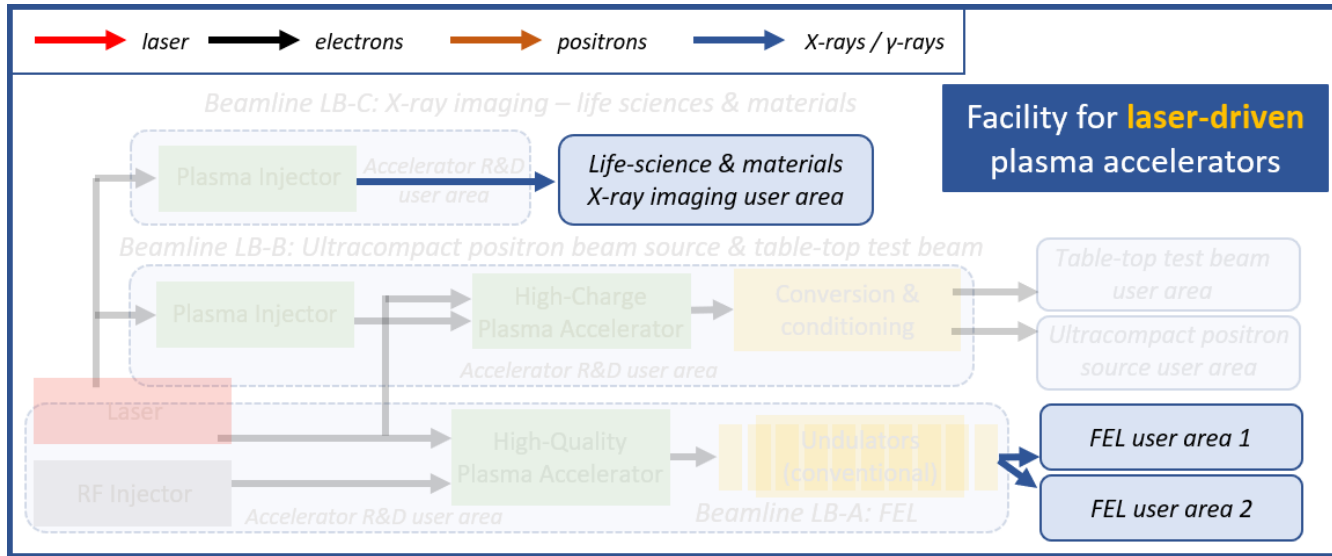 laser
electrons
positrons
X-rays / γ-rays
Beamline LB-C: X-ray imaging – life sciences & materials
Facility for laser-driven
plasma accelerators
Plasma Injector
Accelerator R&D
user area
Life-science & materials
X-ray imaging user area
Beamline LB-B: Ultracompact positron beam source & table-top test beam
Plasma Injector
High-Charge
Plasma Accelerator
Conversion &
conditioning
Table-top test beam
user area
Ultracompact positron
source user area
Accelerator R&D user area
Laser
RF Injector
High-Quality
Plasma Accelerator
Undulators
(conventional)
FEL user area 1
FEL user area 2
Accelerator R&D user area
Beamline LB-A: FEL